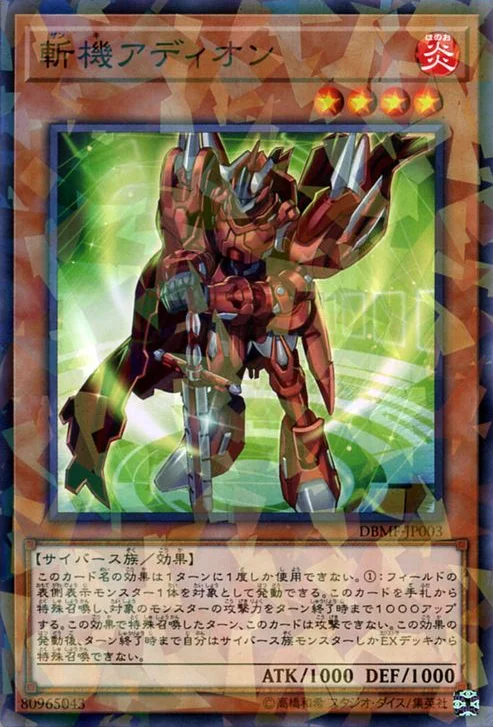 斬機アディオン
炎
DBMF-JP003
【サイバース族／効果】
このカード名の効果は１ターンに１度しか使用できない。①：フィールドの
表側表示モンスター１体を対象として発動できる。このカードを手札から
特殊召喚し、対象のモンスターの攻撃力をターン終了時まで１０００アップ
する。この効果で特殊召喚したターン、このカードは攻撃できない。この効果の
発動後、ターン終了時まで自分はサイバース族モンスターしかEXデッキから
特殊召喚できない。
ATK/1000 DEF/1000
80965043
©高橋和希 スタジオ・ダイス/集英社